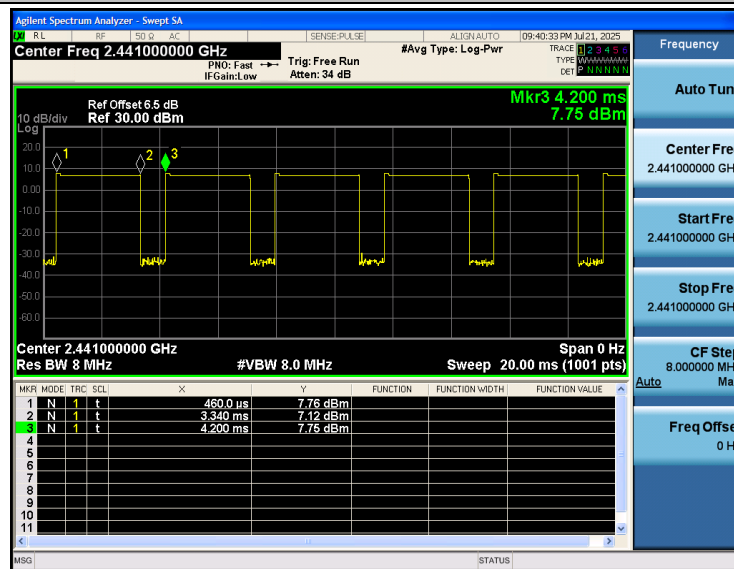 Agilent Spectrum Analyzer - Swept SA
LXI RL RF 50 Ω AC SENSE:PULSE ALIGN AUTO 09:40:33 PM Jul 21, 2025
Center Freq 2.441000000 GHz #Avg Type: Log-Pwr TRACE 1 2 3 4 5 6
PNO: Fast Trig: Free Run TYPE WWWWWW
IFGain:Low Atten: 34 dB DET P N N N N N
Ref Offset 6.5 dB Mkr3 4.200 ms
10 dB/div Ref 30.00 dBm 7.75 dBm
Log
20.0
10.0
0.00
-10.0
-20.0
-30.0
-40.0
-50.0
-60.0
1
2
3
Center 2.441000000 GHz Span 0 Hz
Res BW 8 MHz #VBW 8.0 MHz Sweep 20.00 ms (1001 pts)
MKR MODE TRC SCL X Y FUNCTION FUNCTION WIDTH FUNCTION VALUE
1 N 1 t 460.0 µs 7.76 dBm
2 N 1 t 3.340 ms 7.12 dBm
3 N 1 t 4.200 ms 7.75 dBm
4
5
6
7
8
9
10
11
MSG STATUS
Frequency
Auto Tun
Center Fre
2.441000000 GH
Start Fre
2.441000000 GH
Stop Fre
2.441000000 GH
CF Ste
8.000000 MH
Auto Ma
Freq Offse
0 H